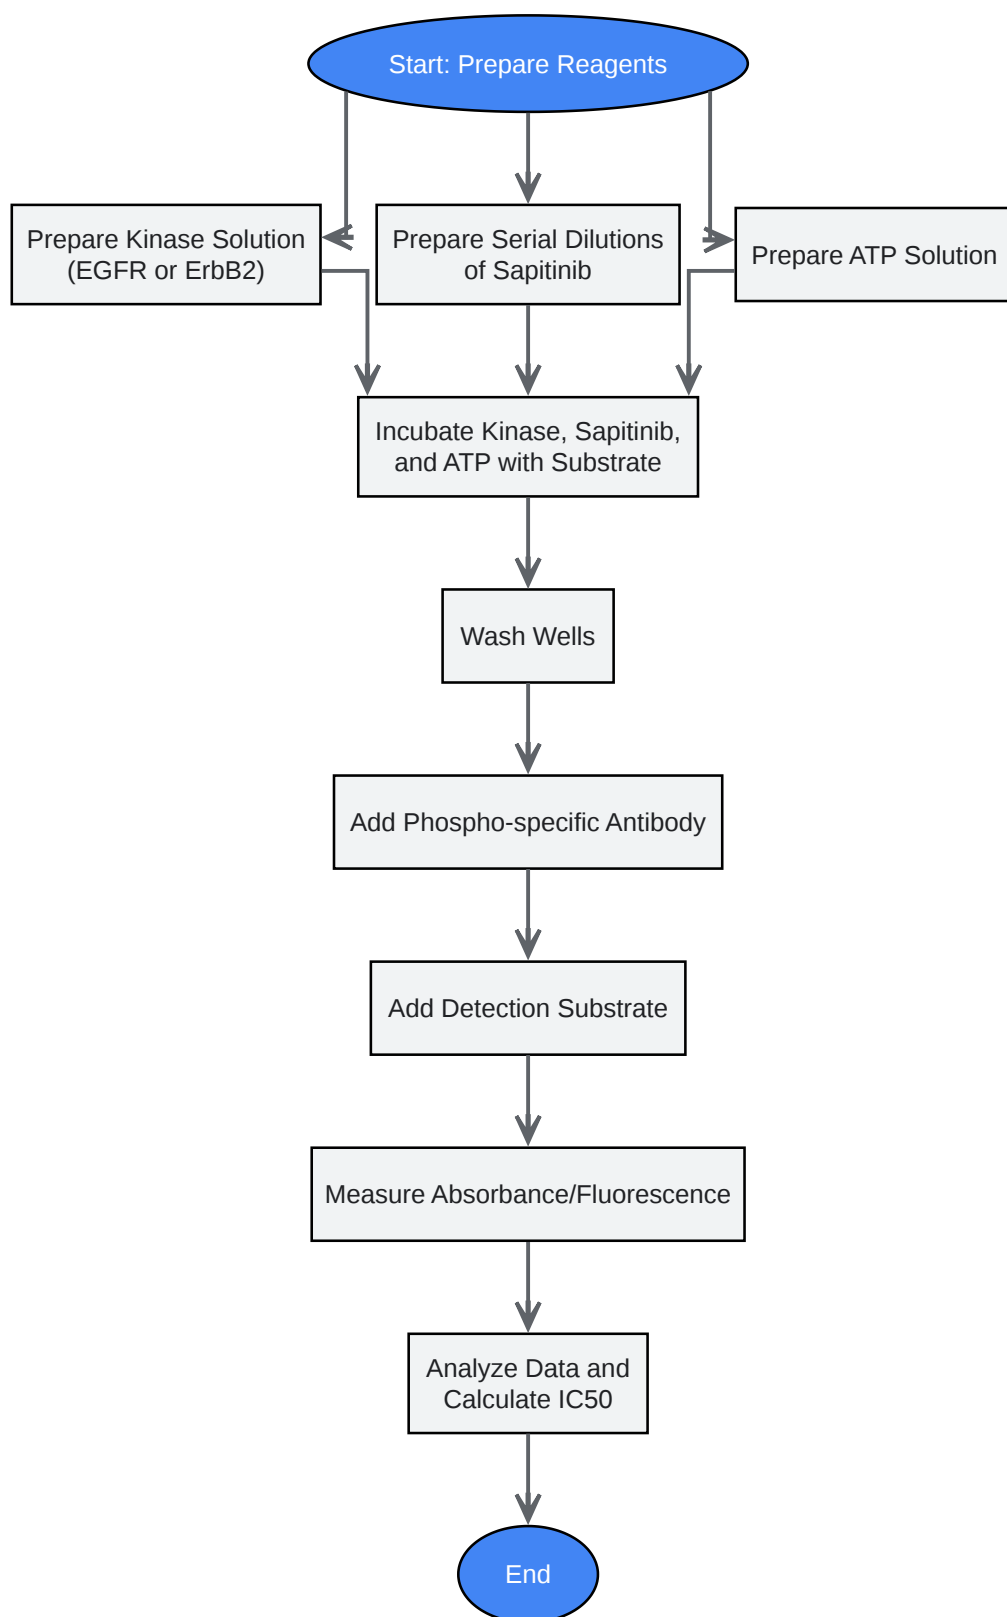 Start: Prepare Reagents
Prepare Kinase Solution
(EGFR or ErbB2)
Prepare Serial Dilutions
of Sapitinib
Prepare ATP Solution
Incubate Kinase, Sapitinib,
and ATP with Substrate
Wash Wells
Add Phospho-specific Antibody
Add Detection Substrate
Measure Absorbance/Fluorescence
Analyze Data and
Calculate IC50
End